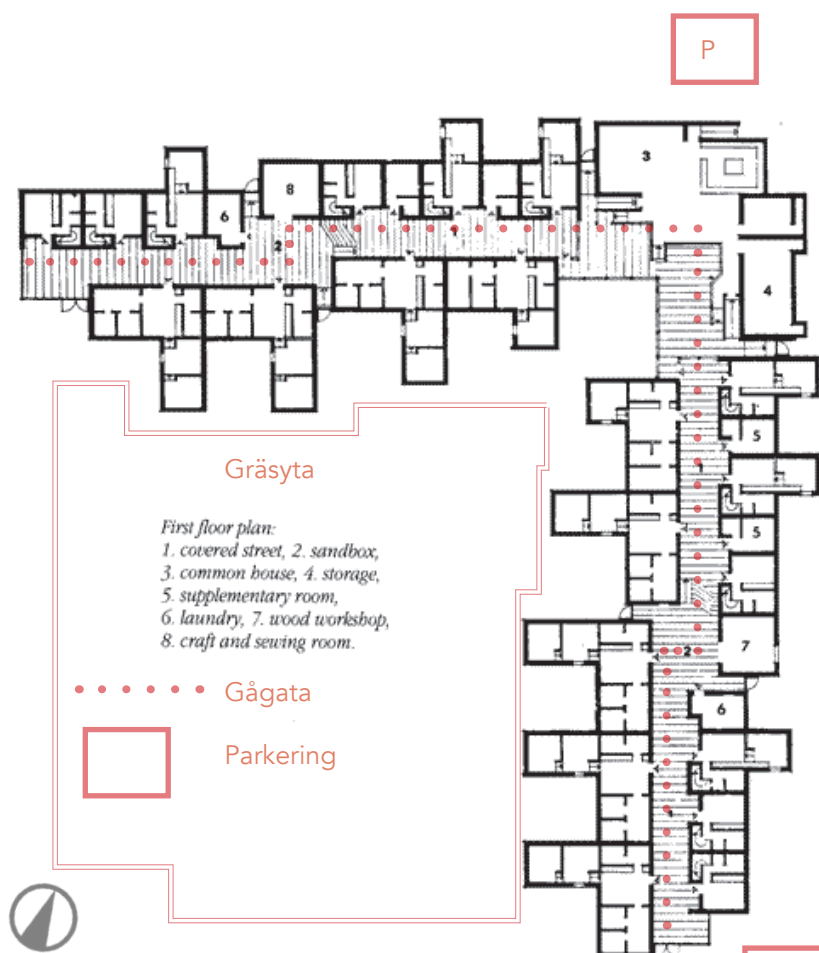 P
3
8
6
1
2
4
5
1
5
Gräsyta
First floor plan:
1. covered street, 2. sandbox,
3. common house, 4. storage,
5. supplementary room,
6. laundry, 7. wood workshop,
8. craft and sewing room.
7
2
Gågata
6
Parkering
1